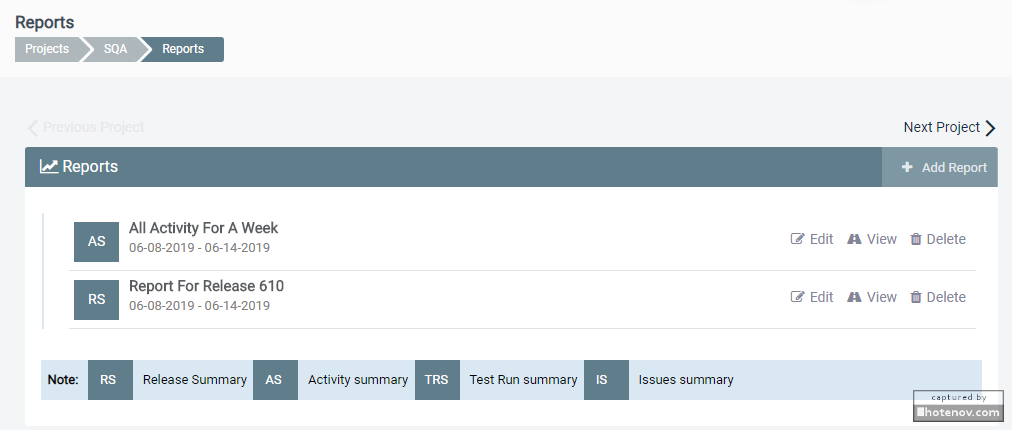 Reports
Projects SQA Reports
Previous Project Next Project
Reports Add Report
AS All Activity For A Week
06-08-2019 - 06-14-2019 Edit View Delete
RS Report For Release 610
06-08-2019 - 06-14-2019 Edit View Delete
Note: RS Release Summary AS Activity summary TRS Test Run summary IS Issues summary
captured by
hotenov.com